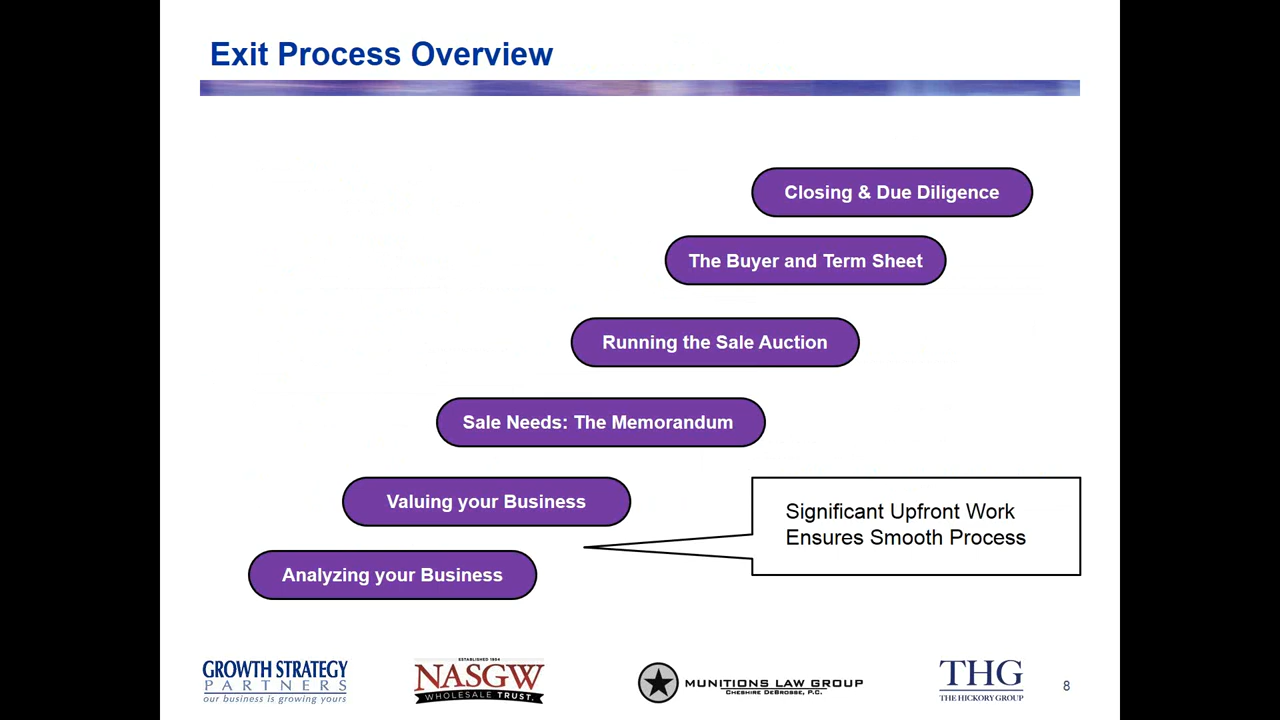 Exit Process Overview
Closing & Due Diligence
The Buyer and Term Sheet
Running the Sale Auction
Sale Needs: The Memorandum
Valuing your Business
Significant Upfront Work
Ensures Smooth Process
Analyzing your Business
GROWTH STRATEGY
PARTNERS
our business is growing yours
ESTABLISHED 1954
NASGW
WHOLESALE TRUST.
MUNITIONS LAW GROUP
CHESHIRE DEBROSSE, P.C.
THG
THE HICKORY GROUP
8